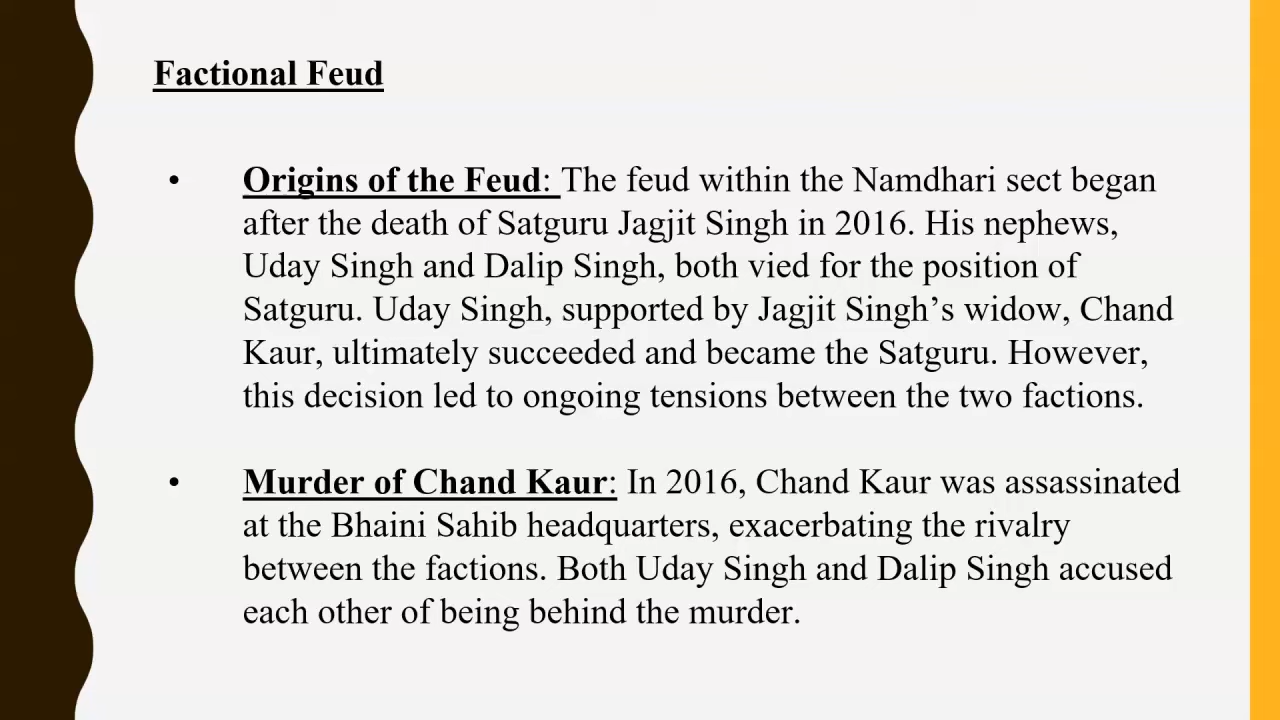 Factional Feud
• Origins of the Feud: The feud within the Namdhari sect began
after the death of Satguru Jagjit Singh in 2016. His nephews,
Uday Singh and Dalip Singh, both vied for the position of
Satguru. Uday Singh, supported by Jagjit Singh’s widow, Chand
Kaur, ultimately succeeded and became the Satguru. However,
this decision led to ongoing tensions between the two factions.
• Murder of Chand Kaur: In 2016, Chand Kaur was assassinated
at the Bhaini Sahib headquarters, exacerbating the rivalry
between the factions. Both Uday Singh and Dalip Singh accused
each other of being behind the murder.